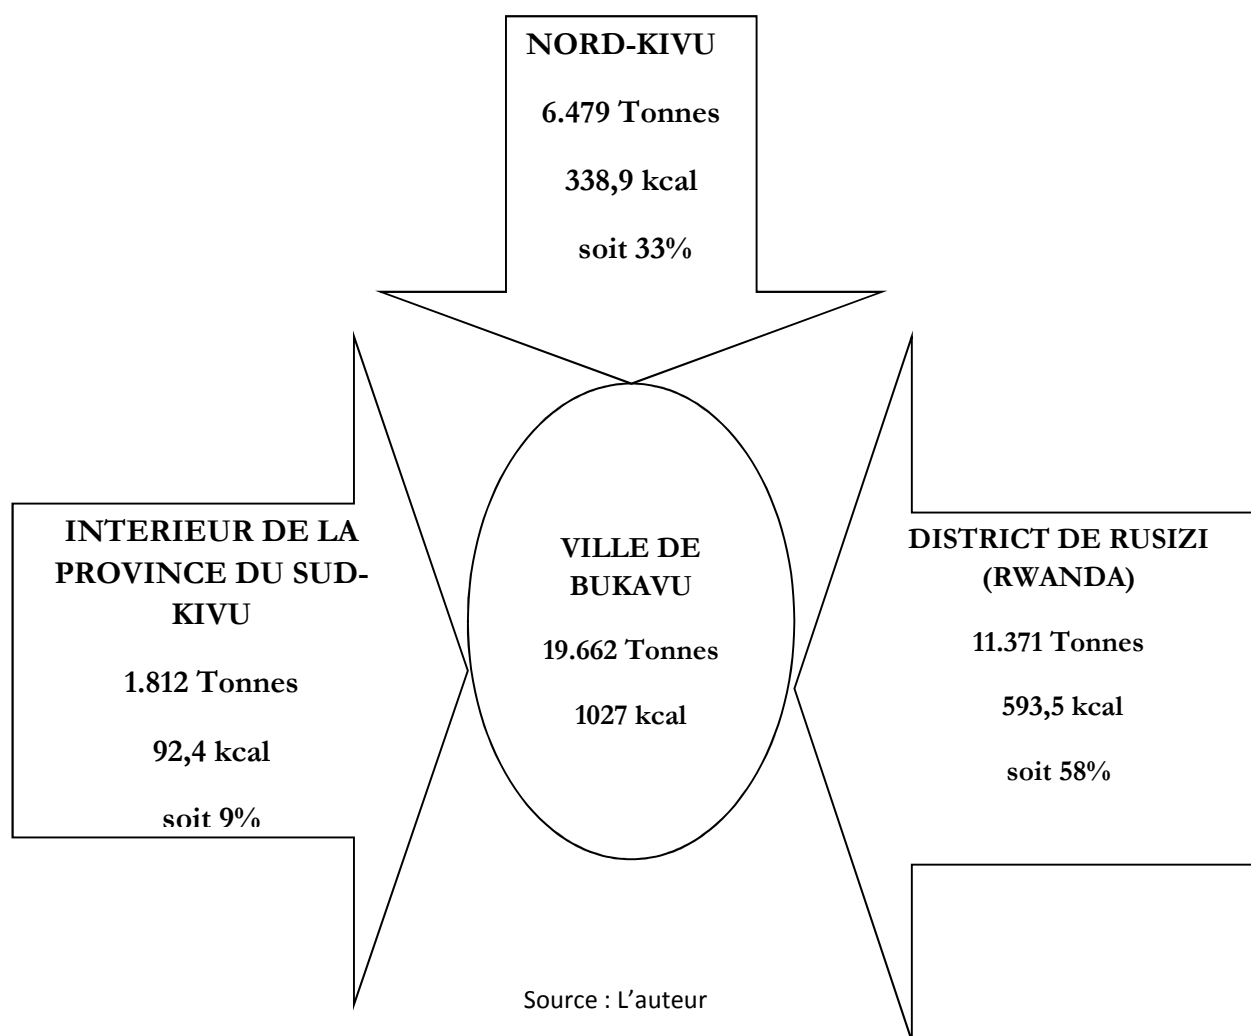 NORD-KIVU
6.479 Tonnes
338,9 kcal
soit 33%
INTERIEUR DE LA
PROVINCE DU SUD-
KIVU
1.812 Tonnes
92,4 kcal
soit 9%
VILLE DE
BUKAVU
19.662 Tonnes
1027 kcal
DISTRICT DE RUSIZI
(RWANDA)
11.371 Tonnes
593,5 kcal
soit 58%
Source : L’auteur